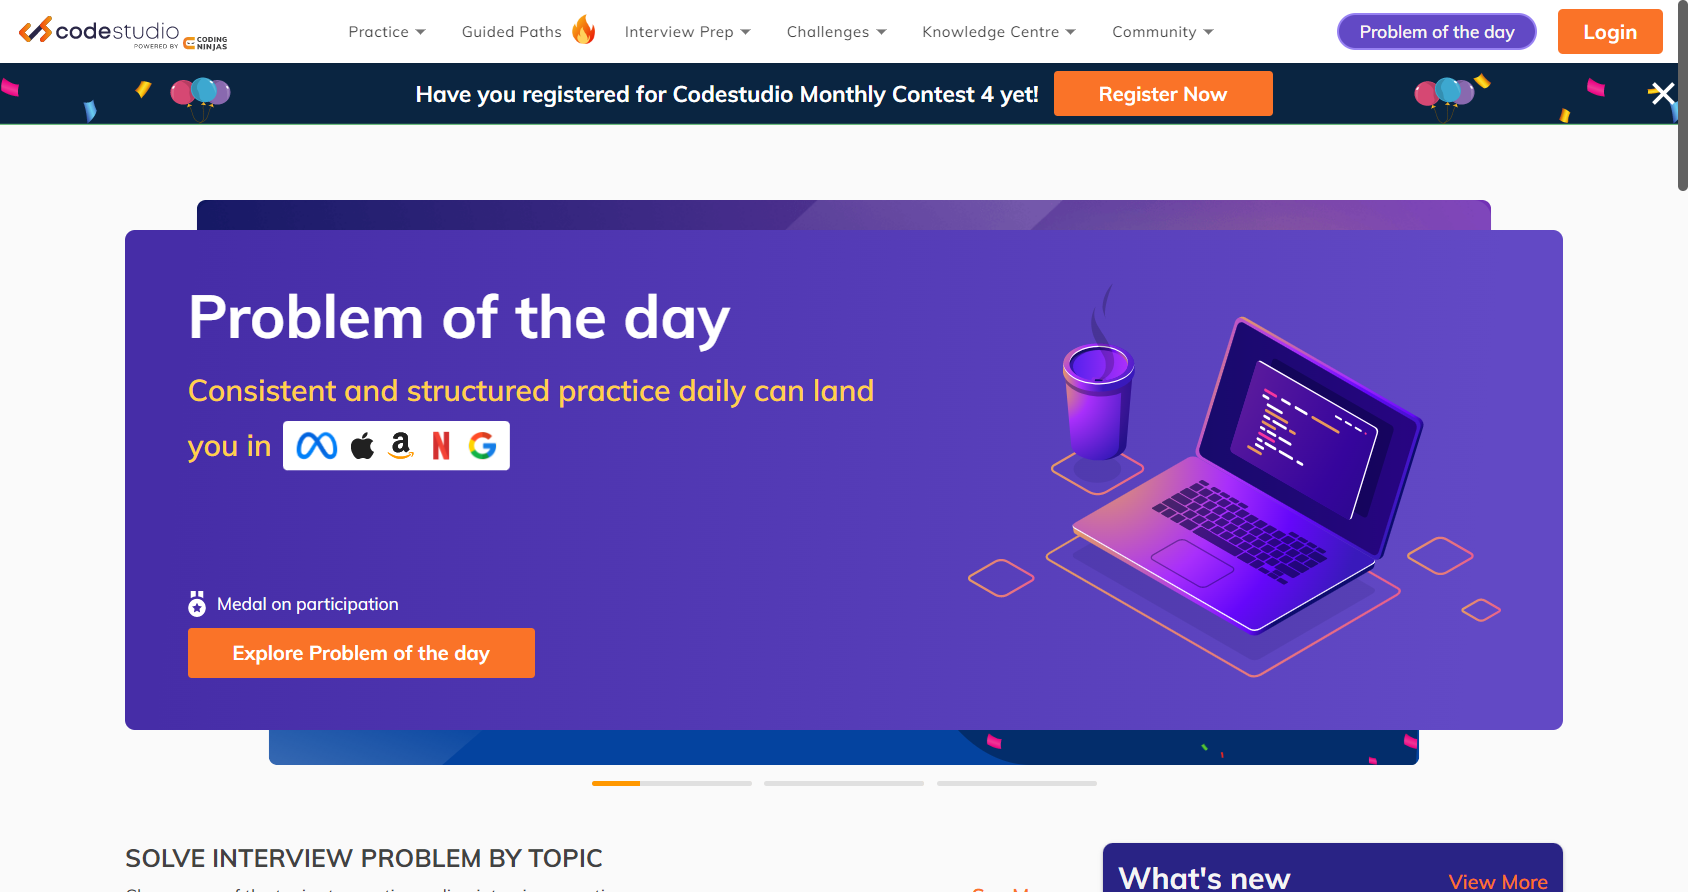 codestudio
POWERED BY CODING NINJAS
Practice
Guided Paths
Interview Prep
Challenges
Knowledge Centre
Community
Problem of the day
Login
Have you registered for Codestudio Monthly Contest 4 yet!
Register Now
Problem of the day
Consistent and structured practice daily can land
you in
Medal on participation
Explore Problem of the day
SOLVE INTERVIEW PROBLEM BY TOPIC
What's new
View More